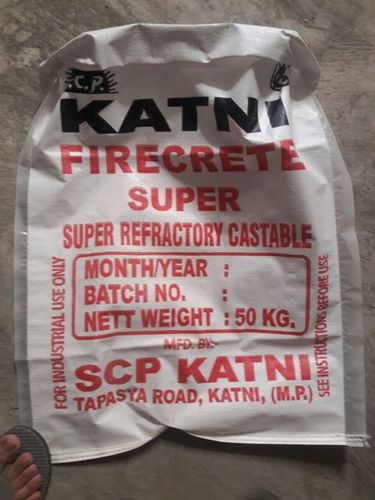 S.C.P.
KATNI
FIRECRETE
SUPER
SUPER REFRACTORY CASTABLE
MONTH/YEAR :
BATCH NO. :
NETT WEIGHT : 50 KG.
MFD. BY:-
SCP KATNI
TAPASTA ROAD, KATNI, (M.P.)
FOR INDUSTRIAL USE ONLY
SEE INSTRUCTIONS BEFORE USE